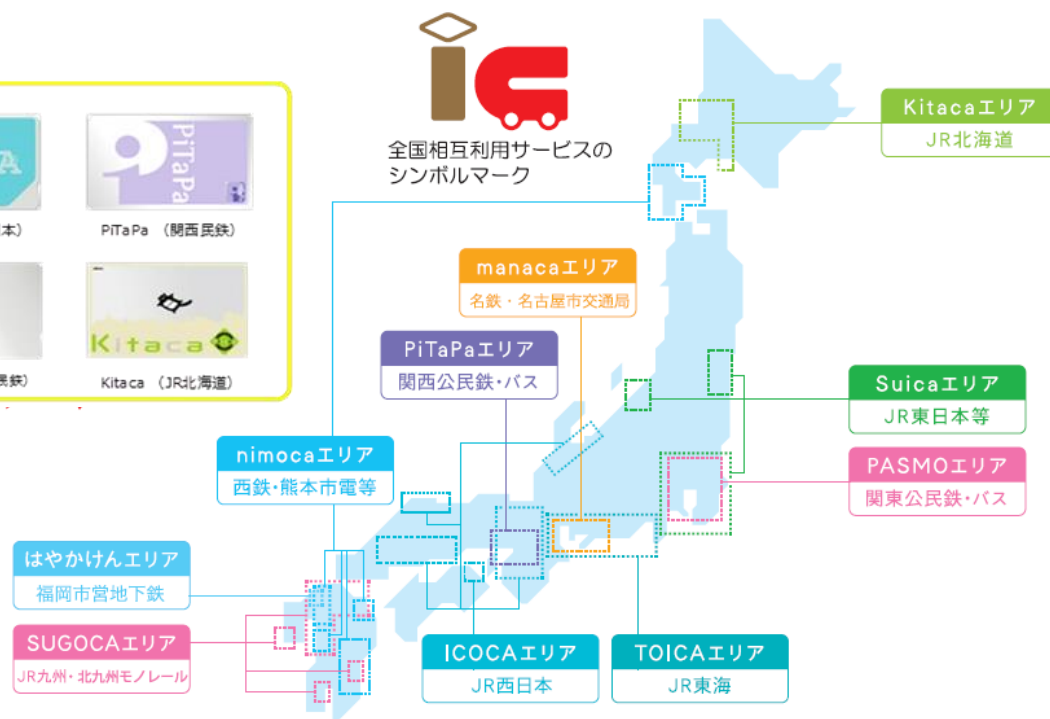 全国相互利用サービスの
シンボルマーク
PiTaPa
本)
PiTaPa (関西民鉄)
Kitaca
民鉄)
Kitaca (JR北海道)
Kitacaエリア
JR北海道
manacaエリア
名鉄・名古屋市交通局
PiTaPaエリア
関西公民鉄・バス
Suicaエリア
JR東日本等
nimocaエリア
西鉄・熊本市電等
PASMOエリア
関東公民鉄・バス
はやかけんエリア
福岡市営地下鉄
SUGOCAエリア
JR九州・北九州モノレール
ICOCAエリア
JR西日本
TOICAエリア
JR東海